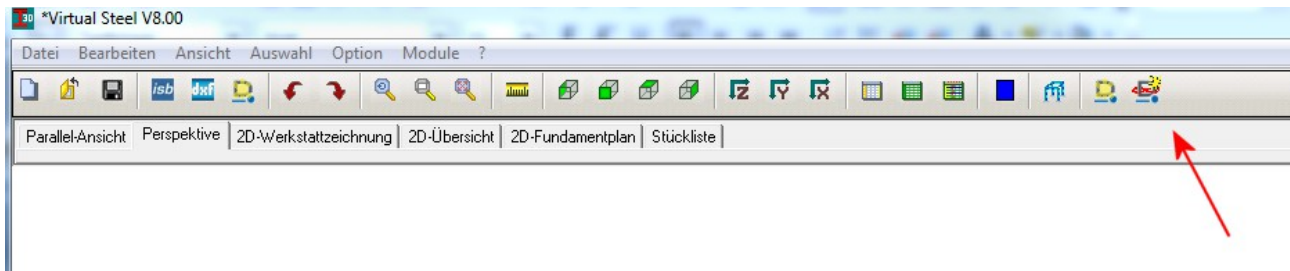 *Virtual Steel V8.00
Datei Bearbeiten Ansicht Auswahl Option Module ?
isb dxf Z Y X
Parallel-Ansicht Perspektive 2D-Werkstattzeichnung 2D-Übersicht 2D-Fundamentplan Stückliste